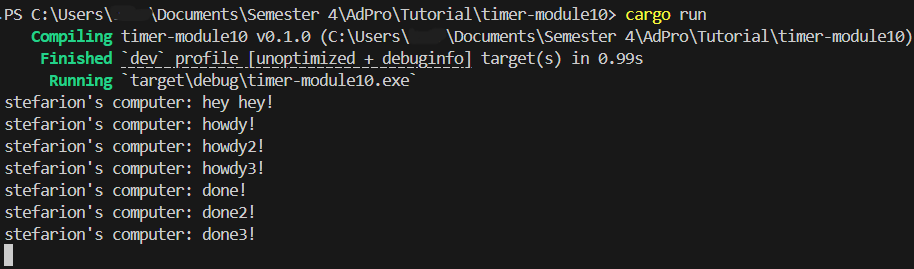 PS C:\Users\ \Documents\Semester 4\AdPro\Tutorial\timer-module10> cargo run
Compiling timer-module10 v0.1.0 (C:\Users\ \Documents\Semester 4\AdPro\Tutorial\timer-module10)
Finished `dev` profile [unoptimized + debuginfo] target(s) in 0.99s
Running `target\debug\timer-module10.exe`
stefarion's computer: hey hey!
stefarion's computer: howdy!
stefarion's computer: howdy2!
stefarion's computer: howdy3!
stefarion's computer: done!
stefarion's computer: done2!
stefarion's computer: done3!